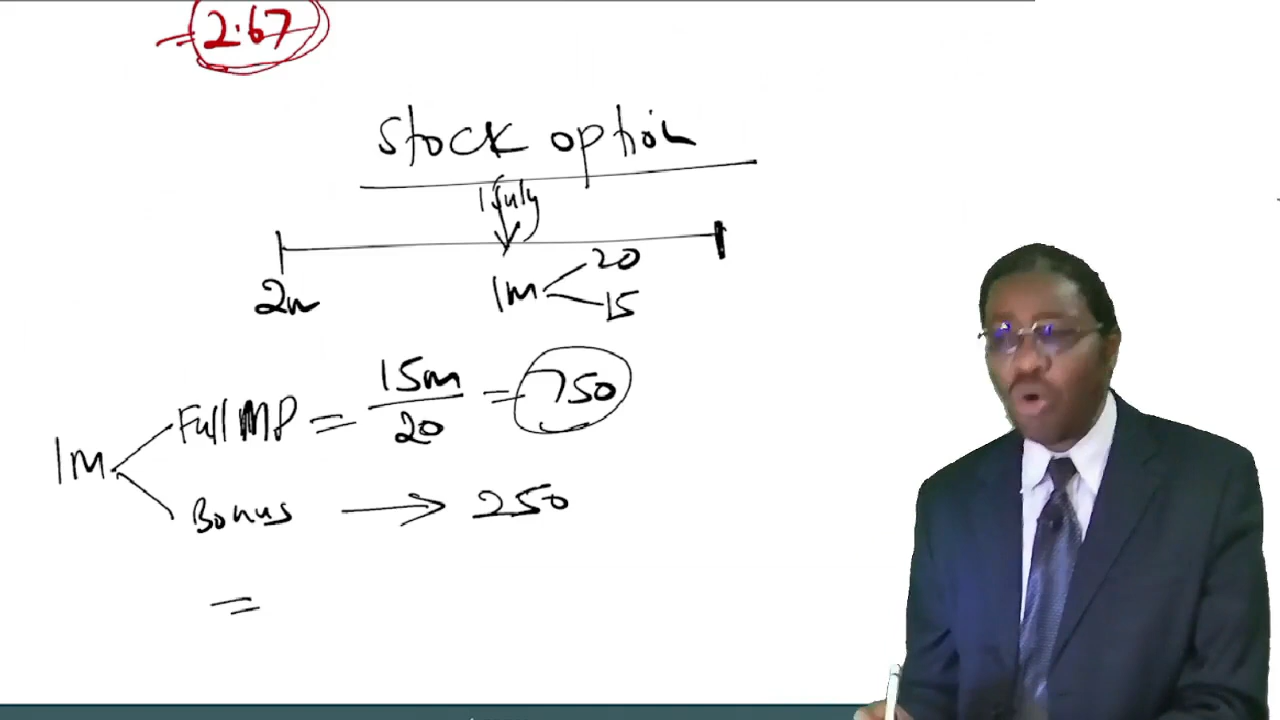 = 2.67
Stock option
1 July
2m 1m 20
15
1M Full MP = 15m / 20 = 750
Bonus → 250
=